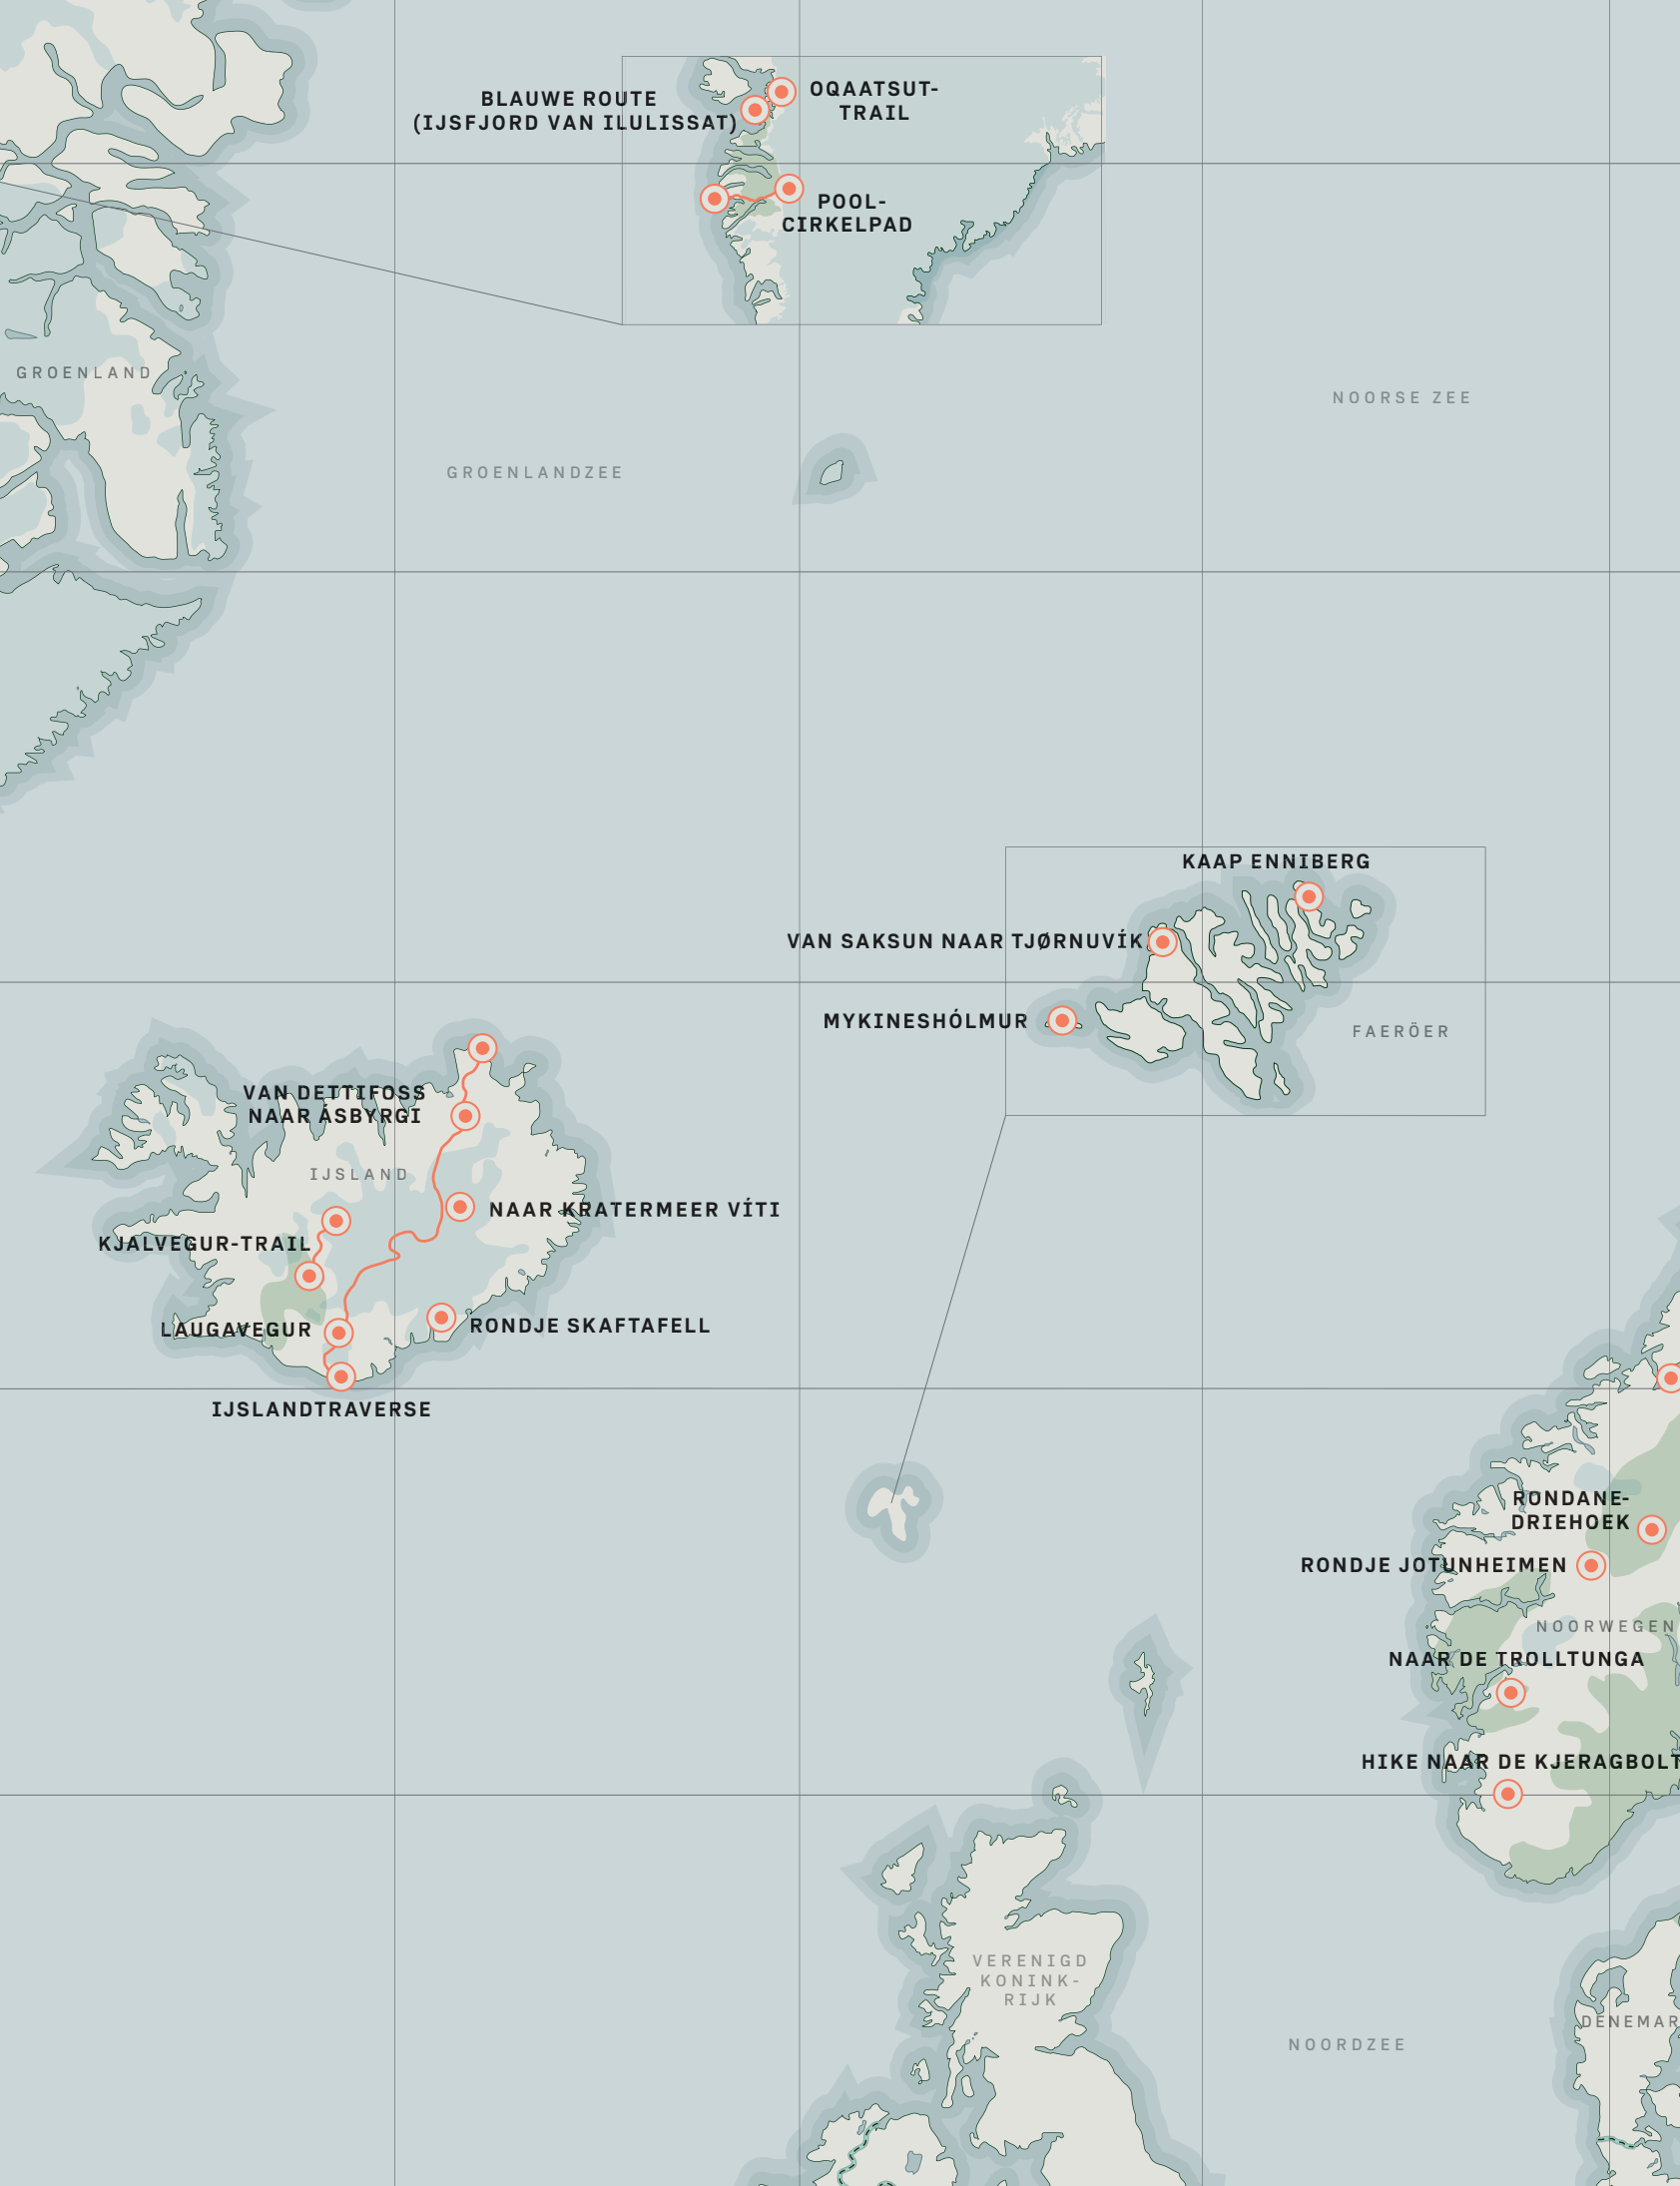 BLAUWE ROUTE
(IJSFJORD VAN ILULISSAT)
OQAATSUT-
TRAIL
POOL-
CIRKELPAD
GROENLAND
NOORSE ZEE
GROENLANDZEE
KAAP ENNIBERG
VAN SAKSUN NAAR TJØRNUVÍK
MYKINESHÓLMUR
FAERÖER
VAN DETTIFOSS
NAAR ÁSBYRGI
IJSLAND
NAAR KRATERMEER VÍTI
KJALVEGUR-TRAIL
LAUGAVEGUR
RONDJE SKAFTAFELL
IJSLANDTRAVERSE
RONDANE-
DRIEHOEK
RONDJE JOTUNHEIMEN
NOORWEGEN
NAAR DE TROLLTUNGA
HIKE NAAR DE KJERAGBOLT
VERENIGD
KONINK-
RIJK
DENEMAR
NOORDZEE